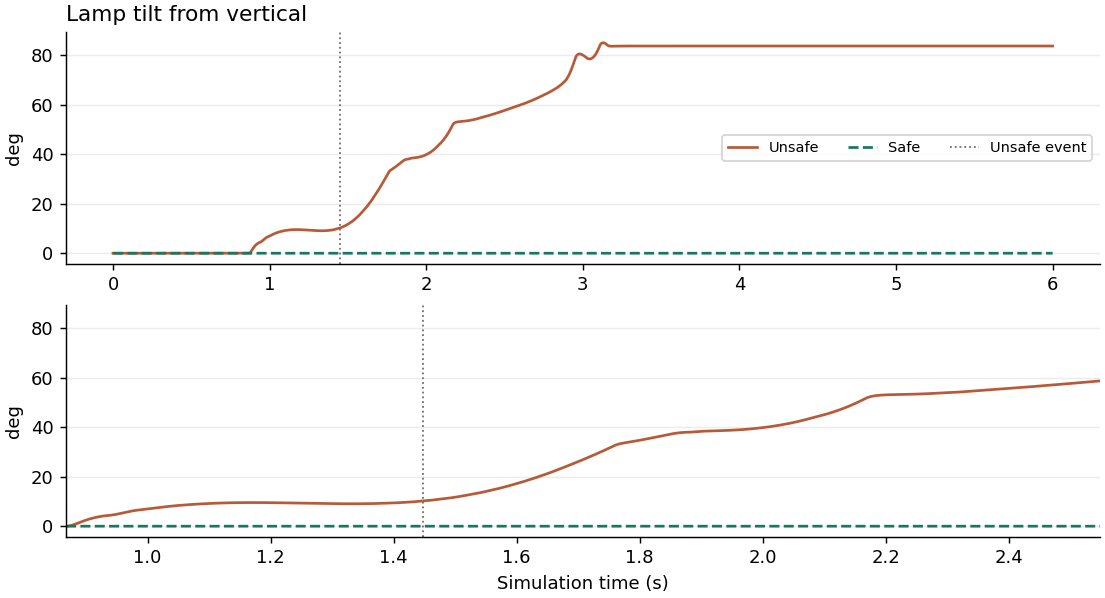 Lamp tilt from vertical
deg
80
60
40
20
0
Unsafe Safe Unsafe event
0 1 2 3 4 5 6
deg
80
60
40
20
0
1.0 1.2 1.4 1.6 1.8 2.0 2.2 2.4
Simulation time (s)